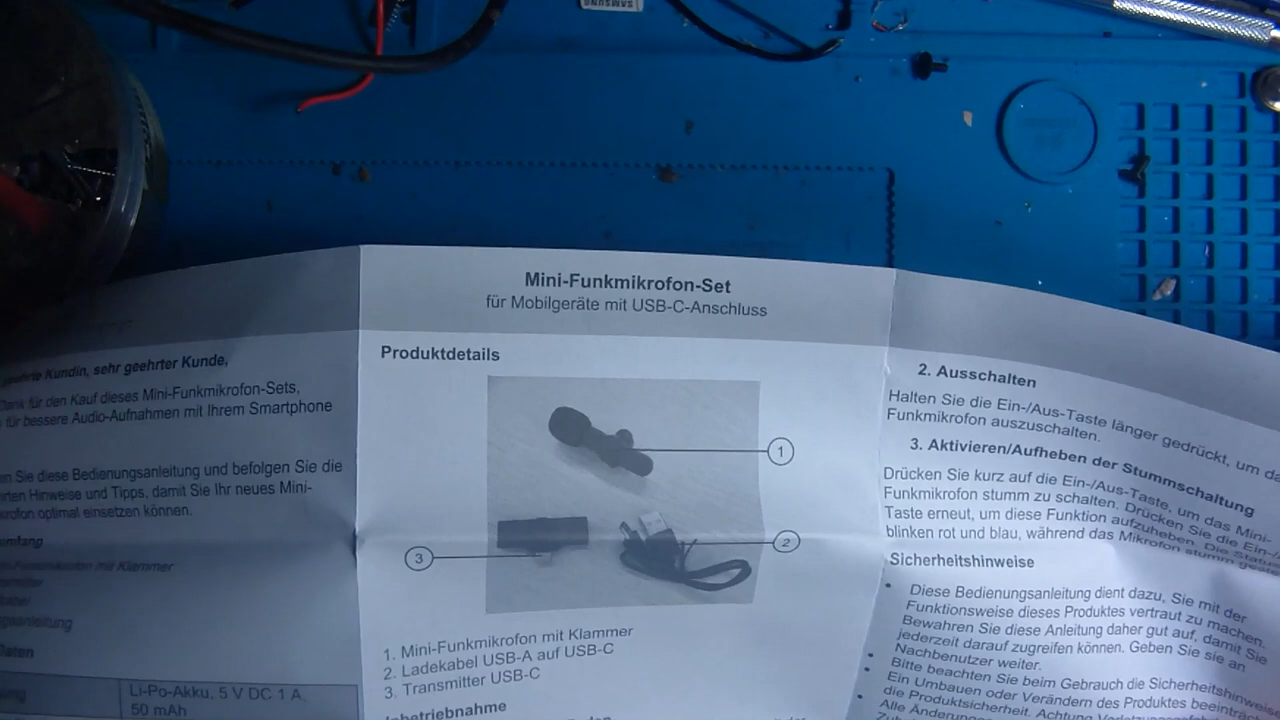 SAMSUNG
Kundin, sehr geehrter Kunde,
für den Kauf dieses Mini-Funkmikrofon-Sets,
für bessere Audio-Aufnahmen mit Ihrem Smartphone
Sie diese Bedienungsanleitung und befolgen Sie die
Hinweise und Tipps, damit Sie Ihr neues Mini-
optimal einsetzen können.
mit Klammer
Li-Po-Akku, 5 V DC 1 A,
50 mAh
Mini-Funkmikrofon-Set
für Mobilgeräte mit USB-C-Anschluss
Produktdetails
1
2
3
1. Mini-Funkmikrofon mit Klammer
2. Ladekabel USB-A auf USB-C
3. Transmitter USB-C
Inbetriebnahme
2. Ausschalten
Halten Sie die Ein-/Aus-Taste länger gedrückt, um das
Funkmikrofon auszuschalten.
3. Aktivieren/Aufheben der Stummschaltung
Drücken Sie kurz auf die Ein-/Aus-Taste, um das Mini-
Funkmikrofon stumm zu schalten. Drücken Sie die Ein-/
Taste erneut, um diese Funktion aufzuheben. Die Status
blinken rot und blau, während das Mikrofon stumm
Sicherheitshinweise
• Diese Bedienungsanleitung dient dazu, Sie mit der
Funktionsweise dieses Produktes vertraut zu machen.
Bewahren Sie diese Anleitung daher gut auf, damit Sie
jederzeit darauf zugreifen können. Geben Sie sie an
Nachbenutzer weiter.
• Bitte beachten Sie beim Gebrauch die Sicherheitshinweise
• Ein Umbauen oder Verändern des Produktes
die Produktsicherheit. Achtung
Alle Änderungen